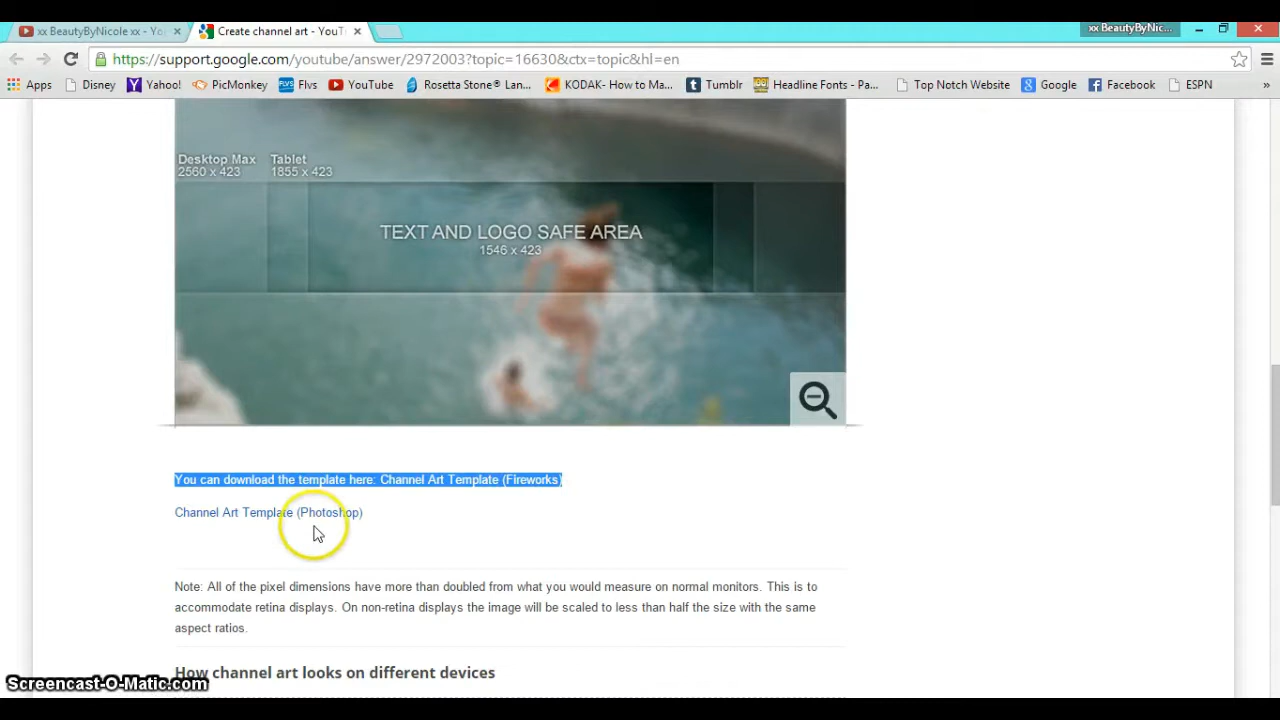 xx BeautyByNicole xx - Yo
Create channel art - YouT
xx BeautyByNic...
https://support.google.com/youtube/answer/2972003?topic=16630&ctx=topic&hl=en
Apps Disney Yahoo! PicMonkey Flvs YouTube Rosetta Stone® Lan... KODAK- How to Ma... Tumblr Headline Fonts - Pa... Top Notch Website Google Facebook ESPN »
Desktop Max Tablet
2560 x 423 1855 x 423
TEXT AND LOGO SAFE AREA
1546 x 423
You can download the template here: Channel Art Template (Fireworks)
Channel Art Template (Photoshop)
Note: All of the pixel dimensions have more than doubled from what you would measure on normal monitors. This is to
accommodate retina displays. On non-retina displays the image will be scaled to less than half the size with the same
aspect ratios.
How channel art looks on different devices
Screencast-O-Matic.com